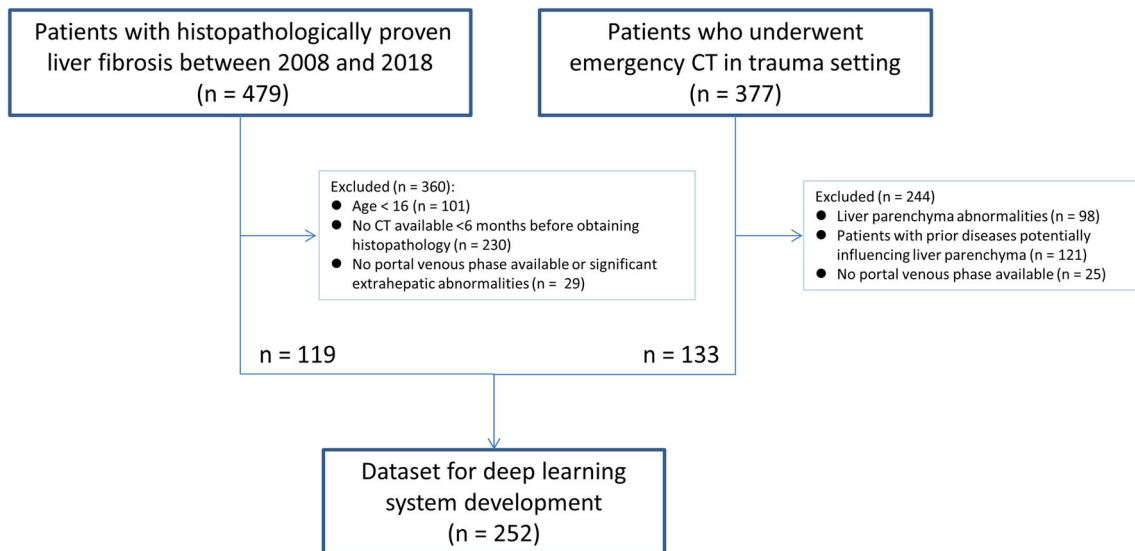 Patients with histopathologically proven
liver fibrosis between 2008 and 2018
(n = 479)
Patients who underwent
emergency CT in trauma setting
(n = 377)
Excluded (n = 360):
● Age < 16 (n = 101)
● No CT available <6 months before obtaining
histopathology (n = 230)
● No portal venous phase available or significant
extrahepatic abnormalities (n =  29)
Excluded (n = 244)
● Liver parenchyma abnormalities (n = 98)
● Patients with prior diseases potentially
influencing liver parenchyma (n = 121)
● No portal venous phase available (n = 25)
n = 119
n = 133
Dataset for deep learning
system development
(n = 252)